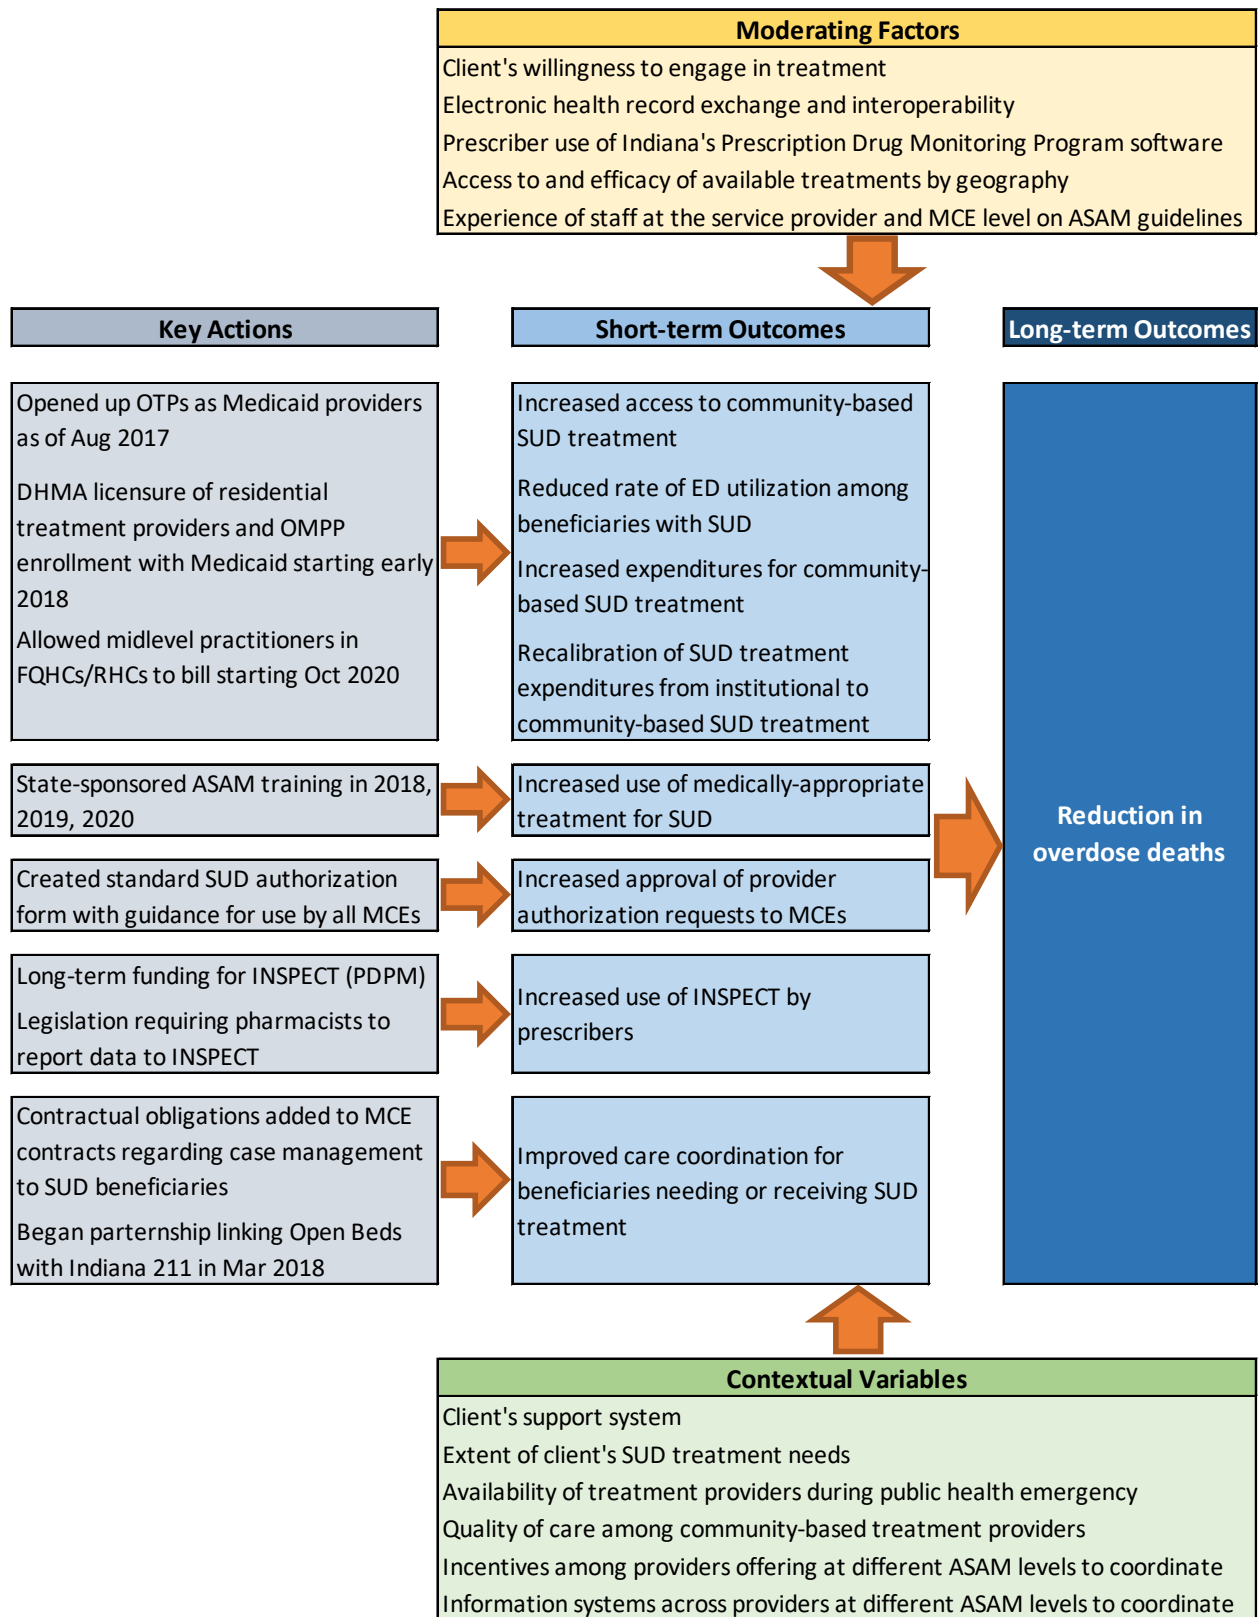 Moderating Factors
Client's willingness to engage in treatment
Electronic health record exchange and interoperability
Prescriber use of Indiana's Prescription Drug Monitoring Program software
Access to and efficacy of available treatments by geography
Experience of staff at the service provider and MCE level on ASAM guidelines
Key Actions
Short-term Outcomes
Long-term Outcomes
Opened up OTPs as Medicaid providers
as of Aug 2017
DHMA licensure of residential
treatment providers and OMPP
enrollment with Medicaid starting early
2018
Allowed midlevel practitioners in
FQHCs/RHCs to bill starting Oct 2020
Increased access to community-based
SUD treatment
Reduced rate of ED utilization among
beneficiaries with SUD
Increased expenditures for community-
based SUD treatment
Recalibration of SUD treatment
expenditures from institutional to
community-based SUD treatment
State-sponsored ASAM training in 2018,
2019, 2020
Increased use of medically-appropriate
treatment for SUD
Created standard SUD authorization
form with guidance for use by all MCEs
Increased approval of provider
authorization requests to MCEs
Long-term funding for INSPECT (PDPM)
Legislation requiring pharmacists to
report data to INSPECT
Increased use of INSPECT by
prescribers
Contractual obligations added to MCE
contracts regarding case management
to SUD beneficiaries
Began parternship linking Open Beds
with Indiana 211 in Mar 2018
Improved care coordination for
beneficiaries needing or receiving SUD
treatment
Reduction in
overdose deaths
Contextual Variables
Client's support system
Extent of client's SUD treatment needs
Availability of treatment providers during public health emergency
Quality of care among community-based treatment providers
Incentives among providers offering at different ASAM levels to coordinate
Information systems across providers at different ASAM levels to coordinate